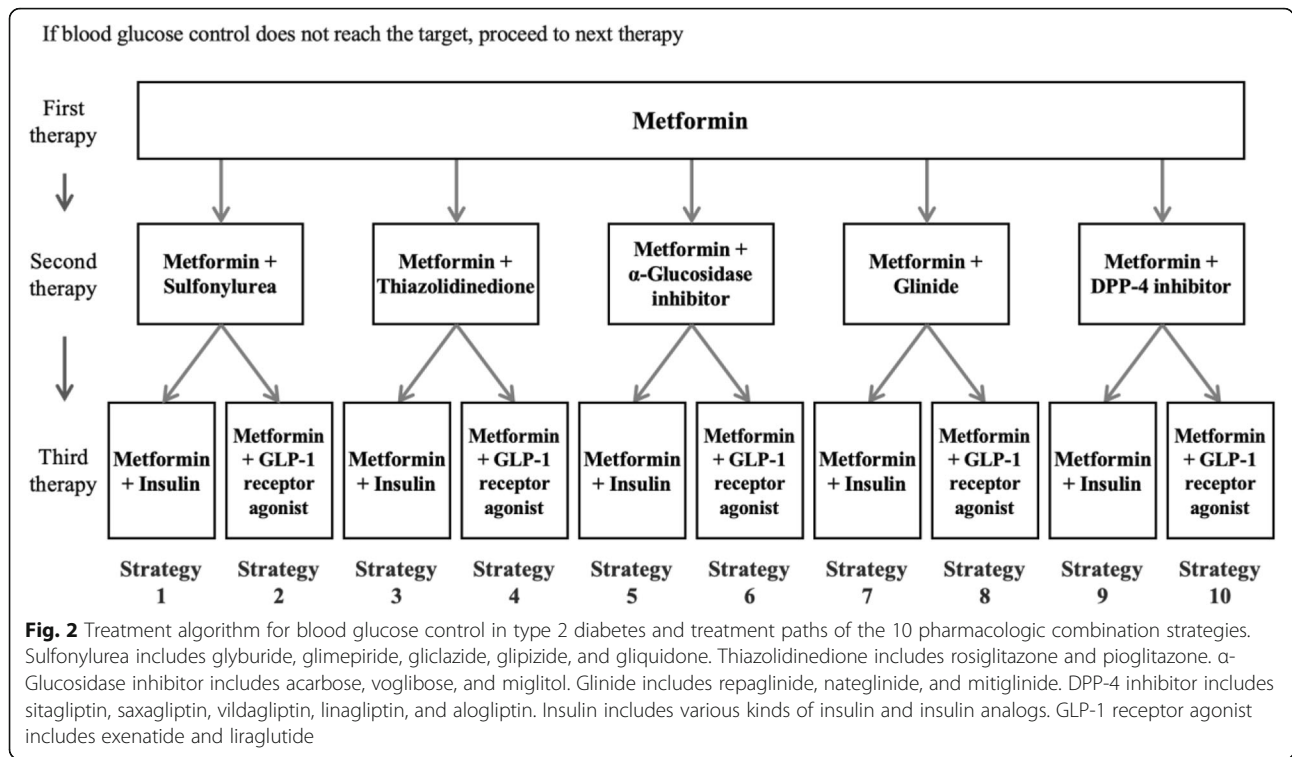 If blood glucose control does not reach the target, proceed to next therapy
First
therapy
Metformin
Second
therapy
Metformin +
Sulfonylurea
Metformin +
Thiazolidinedione
Metformin +
α-Glucosidase
inhibitor
Metformin +
Glinide
Metformin +
DPP-4 inhibitor
Third
therapy
Metformin
+ Insulin
Metformin
+ GLP-1
receptor
agonist
Metformin
+ Insulin
Metformin
+ GLP-1
receptor
agonist
Metformin
+ Insulin
Metformin
+ GLP-1
receptor
agonist
Metformin
+ Insulin
Metformin
+ GLP-1
receptor
agonist
Metformin
+ Insulin
Metformin
+ GLP-1
receptor
agonist
Strategy
1
Strategy
2
Strategy
3
Strategy
4
Strategy
5
Strategy
6
Strategy
7
Strategy
8
Strategy
9
Strategy
10
Fig. 2 Treatment algorithm for blood glucose control in type 2 diabetes and treatment paths of the 10 pharmacologic combination strategies.
Sulfonylurea includes glyburide, glimepiride, gliclazide, glipizide, and gliquidone. Thiazolidinedione includes rosiglitazone and pioglitazone. α-
Glucosidase inhibitor includes acarbose, voglibose, and miglitol. Glinide includes repaglinide, nateglinide, and mitiglinide. DPP-4 inhibitor includes
sitagliptin, saxagliptin, vildagliptin, linagliptin, and alogliptin. Insulin includes various kinds of insulin and insulin analogs. GLP-1 receptor agonist
includes exenatide and liraglutide